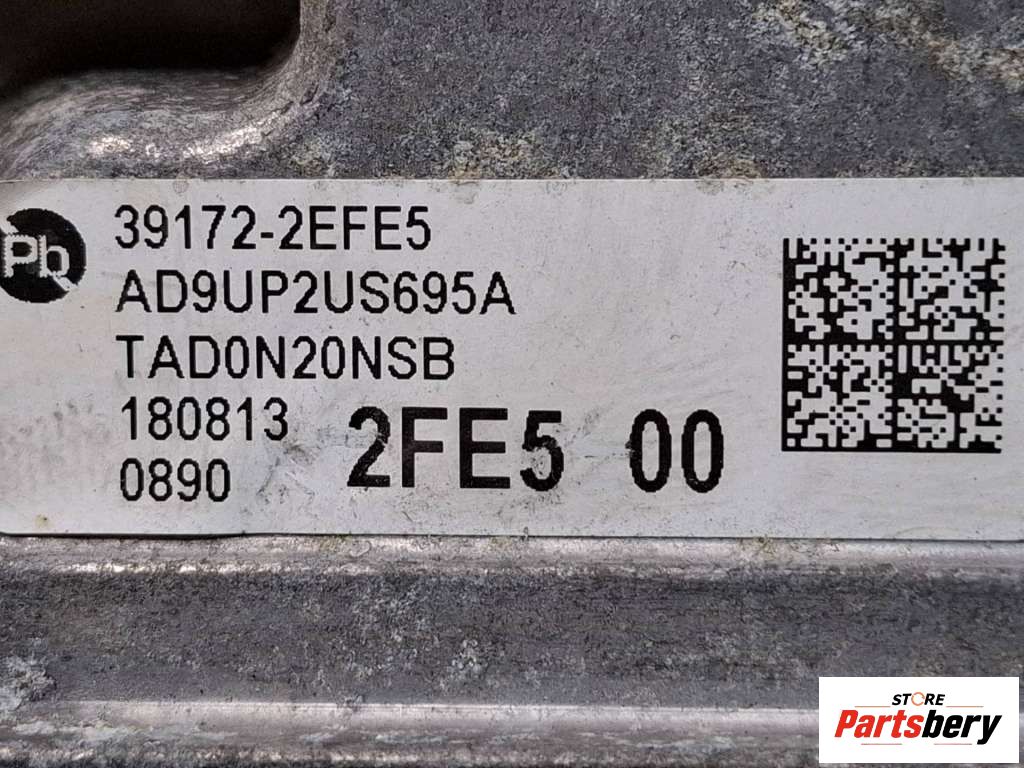 Pb
39172-2EFE5
AD9UP2US695A
TAD0N20NSB
180813
0890
2FE5 00
STORE
Partsbery